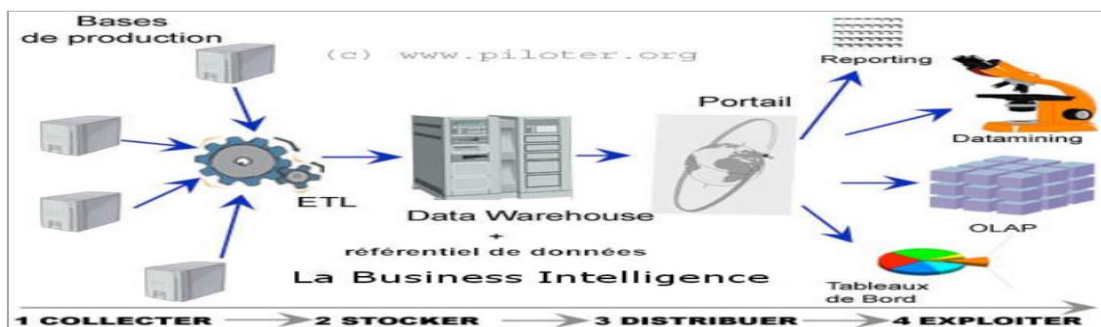 Bases
de production
(c) www.piloter.org
Reporting
Portail
Datamining
ETL
Data Warehouse
+
référentiel de données
OLAP
La Business Intelligence
Tableaux
de Bord
1 COLLECTER 2 STOCKER 3 DISTRIBUER 4 EXPLOITER